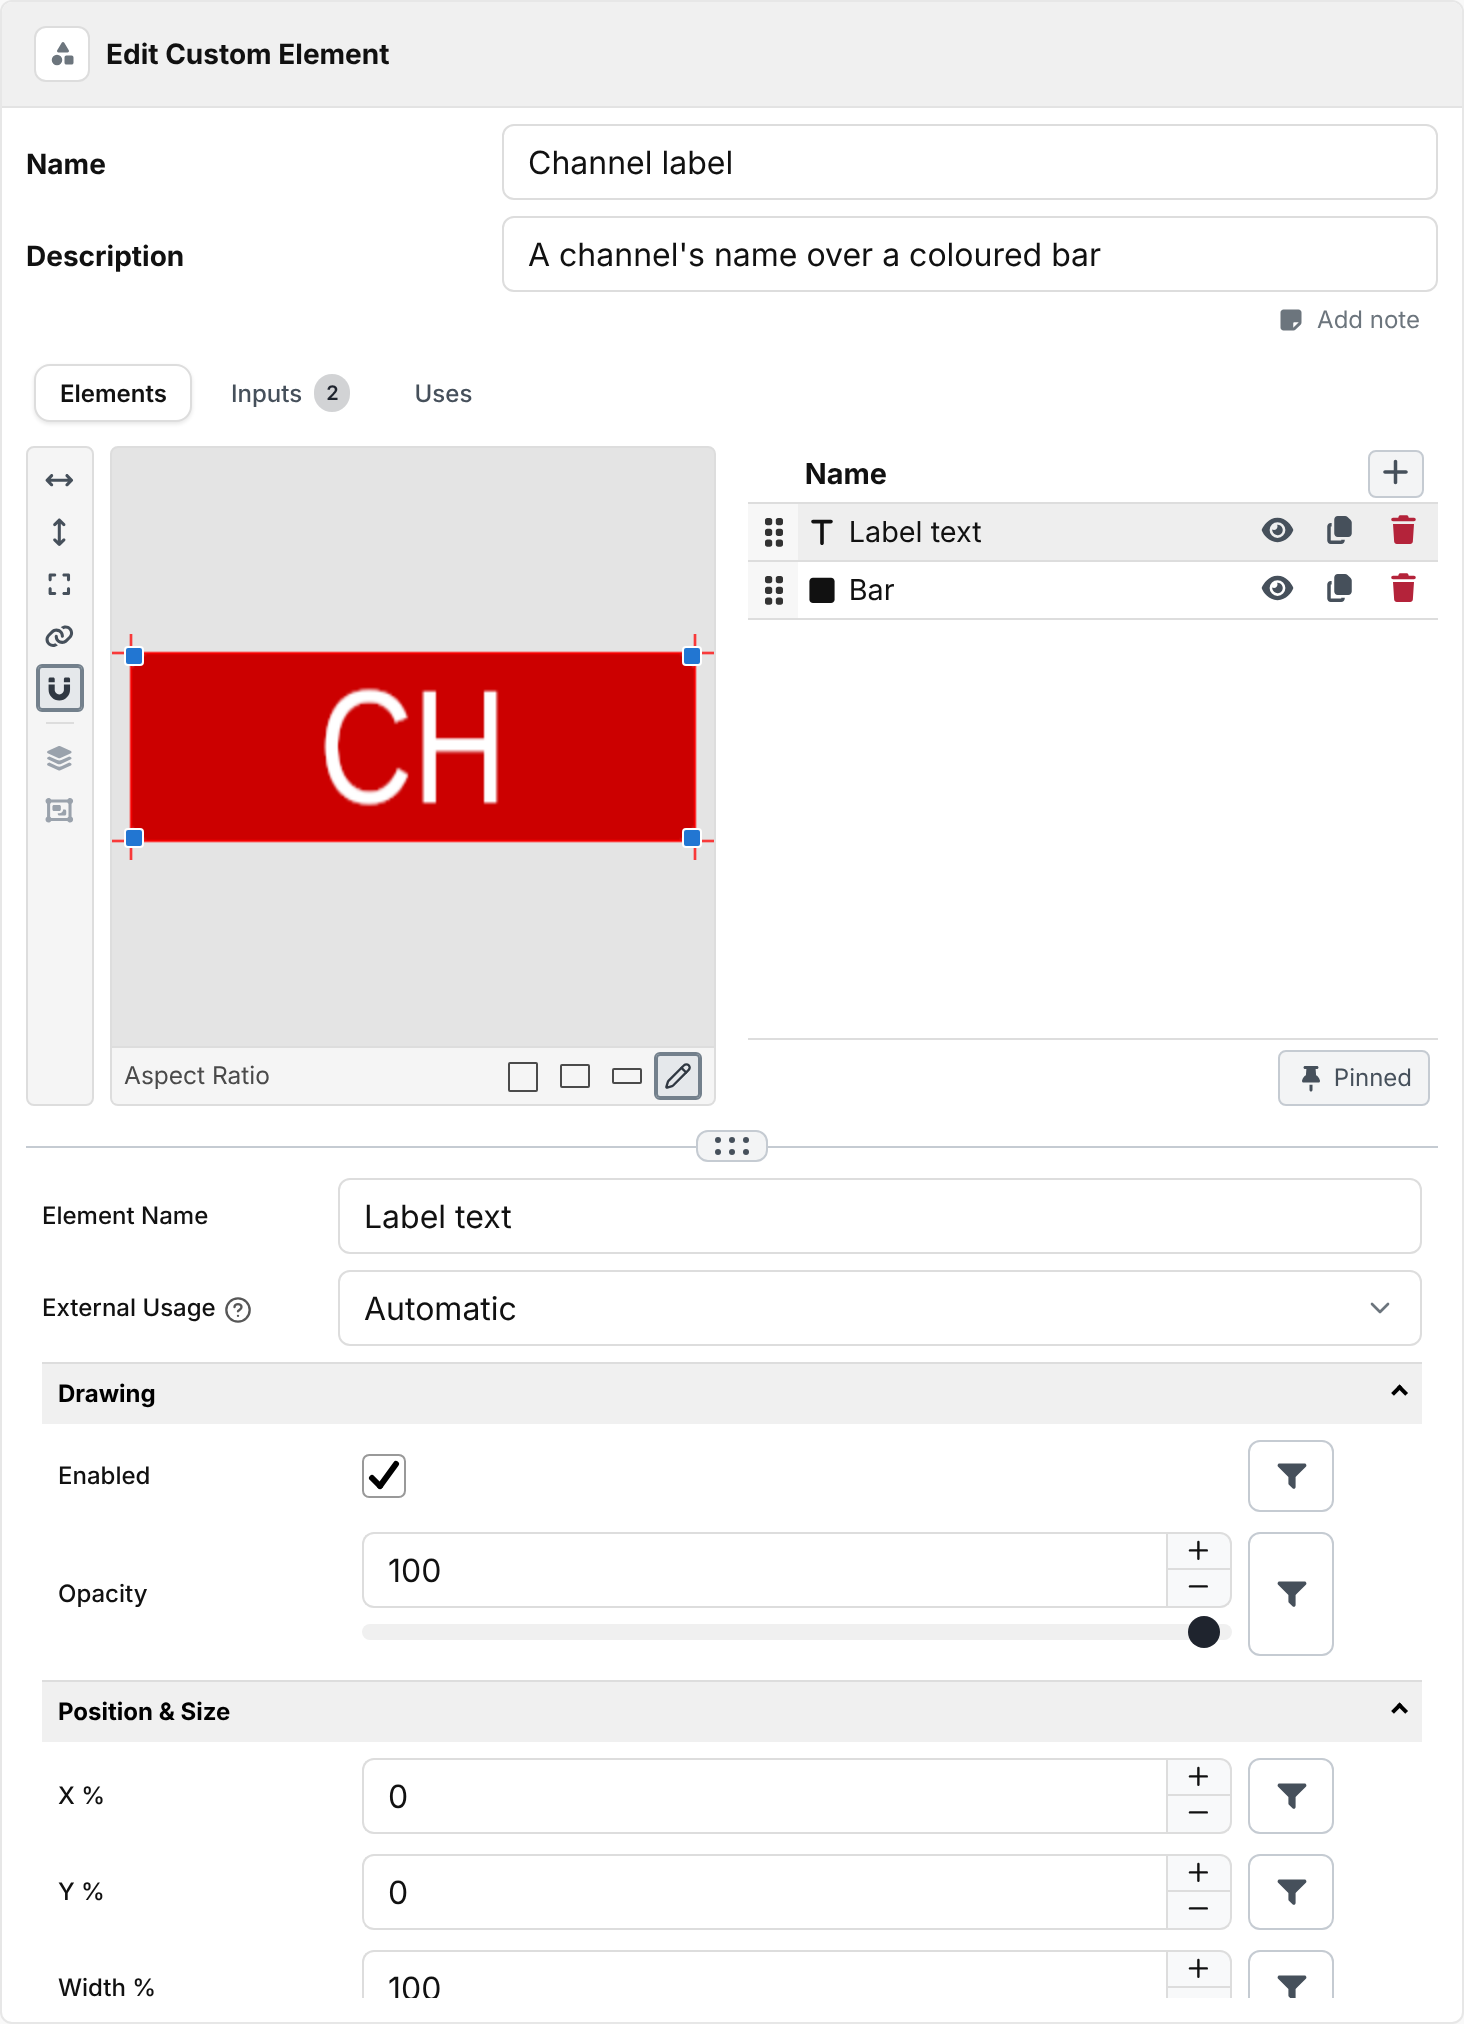 Edit Custom Element
Name
Channel label
Description
A channel's name over a coloured bar
Add note
Elements
Inputs 2
Uses
Name
Label text
Bar
CH
Aspect Ratio
Pinned
Element Name
Label text
External Usage
Automatic
Drawing
Enabled
Opacity
100
Position & Size
X %
0
Y %
0
Width %
100